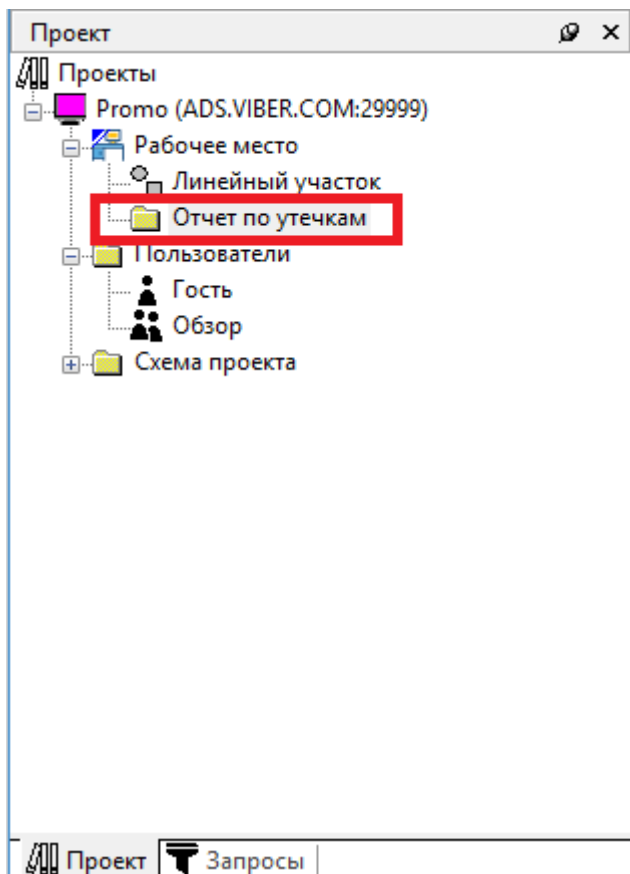 Проект
Проекты
Promo (ADS.VIBER.COM:29999)
Рабочее место
Линейный участок
Отчет по утечкам
Пользователи
Гость
Обзор
Схема проекта
Проект Запросы